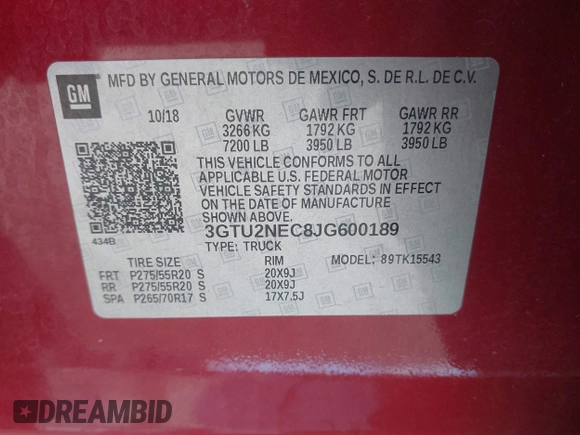 GM
MFD BY GENERAL MOTORS DE MEXICO, S. DE R.L. DE C.V.
10/18 GVWR GAWR FRT GAWR RR
3266 KG 1792 KG 1792 KG
7200 LB 3950 LB 3950 LB
THIS VEHICLE CONFORMS TO ALL
APPLICABLE U.S. FEDERAL MOTOR
VEHICLE SAFETY STANDARDS IN EFFECT
ON THE DATE OF MANUFACTURE
SHOWN ABOVE.
434B
3GTU2NEC8JG600189
TYPE: TRUCK
TIRE SIZE RIM MODEL: 89TK15543
FRT P275/55R20 S 20X9J
RR P275/55R20 S 20X9J
SPA P265/70R17 S 17X7.5J
DREAMBID